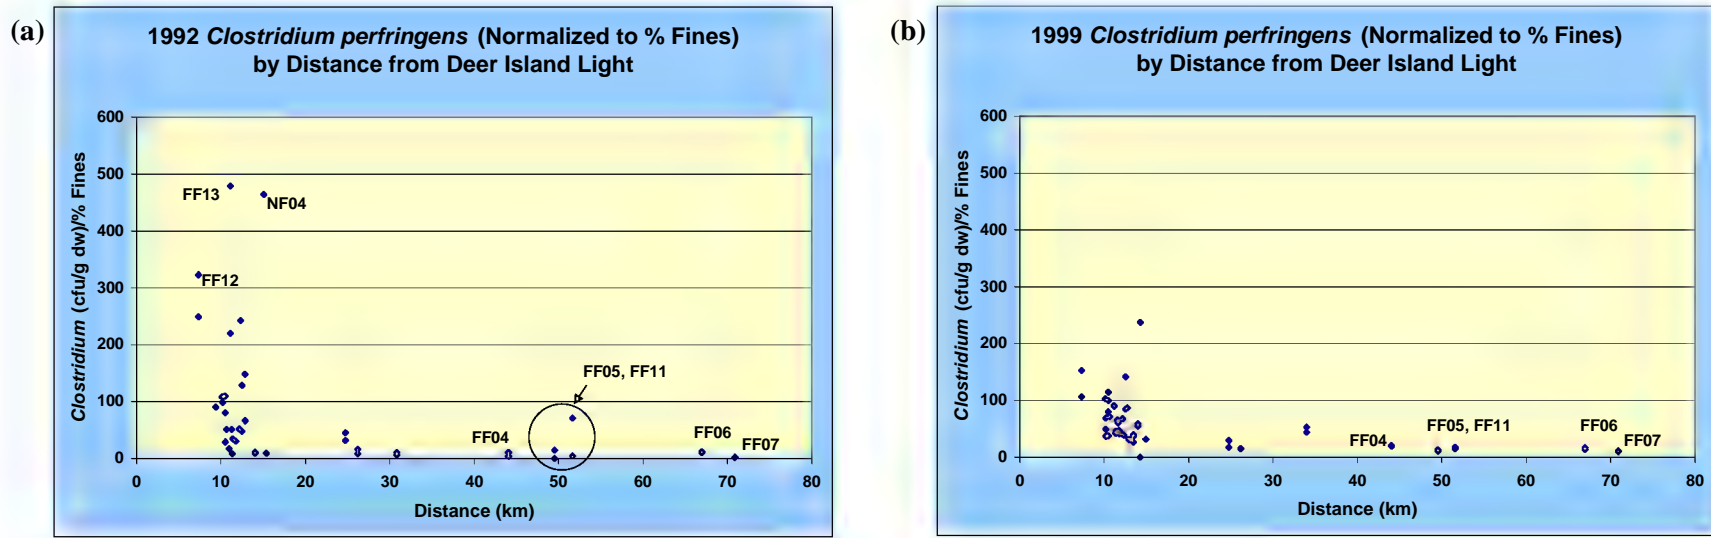 (a)
1992 Clostridium perfringens (Normalized to % Fines)
by Distance from Deer Island Light
Clostridium (cfu/g dw)/% Fines
600
500
400
300
200
100
0
FF13
NF04
FF12
FF05, FF11
FF04
FF06
FF07
0 10 20 30 40 50 60 70 80
Distance (km)
(b)
1999 Clostridium perfringens (Normalized to % Fines)
by Distance from Deer Island Light
Clostridium (cfu/g dw)/% Fines
600
500
400
300
200
100
0
FF04
FF05, FF11
FF06
FF07
0 10 20 30 40 50 60 70 80
Distance (km)